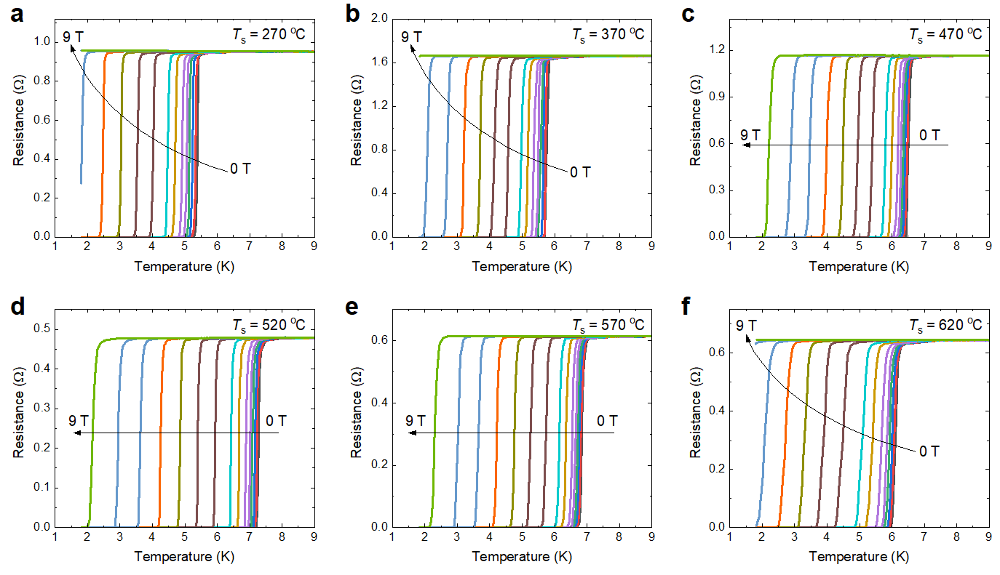 a
Tₛ = 270 °C
9 T
0 T
Resistance (Ω)
1.0
0.8
0.6
0.4
0.2
0.0
1 2 3 4 5 6 7 8 9
Temperature (K)
b
Tₛ = 370 °C
9 T
0 T
Resistance (Ω)
2.0
1.6
1.2
0.8
0.4
0.0
1 2 3 4 5 6 7 8 9
Temperature (K)
c
Tₛ = 470 °C
9 T
0 T
Resistance (Ω)
1.2
0.9
0.6
0.3
0.0
1 2 3 4 5 6 7 8 9
Temperature (K)
d
Tₛ = 520 °C
9 T
0 T
Resistance (Ω)
0.5
0.4
0.3
0.2
0.1
0.0
1 2 3 4 5 6 7 8 9
Temperature (K)
e
Tₛ = 570 °C
9 T
0 T
Resistance (Ω)
0.6
0.4
0.2
0.0
1 2 3 4 5 6 7 8 9
Temperature (K)
f
Tₛ = 620 °C
9 T
0 T
Resistance (Ω)
0.6
0.4
0.2
0.0
1 2 3 4 5 6 7 8 9
Temperature (K)